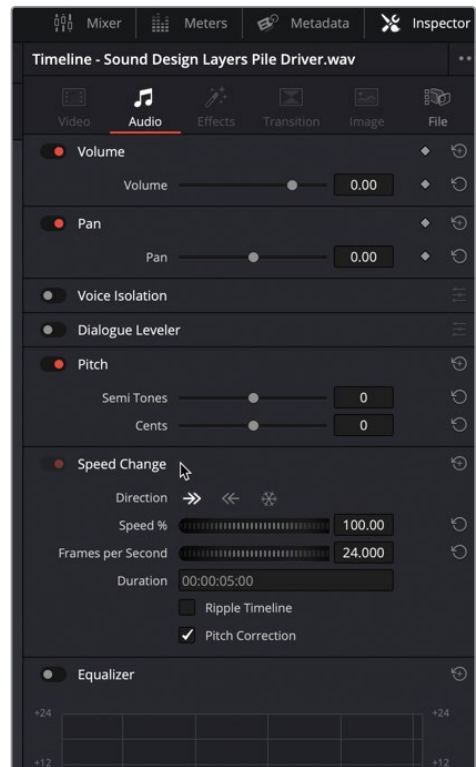 Mixer Meters Metadata Inspector
Timeline - Sound Design Layers Pile Driver.wav
Video Audio Effects Transition Image File
Volume
Volume 0.00
Pan
Pan 0.00
Voice Isolation
Dialogue Leveler
Pitch
Semi Tones 0
Cents 0
Speed Change
Direction
Speed % 100.00
Frames per Second 24.000
Duration 00:00:05:00
Ripple Timeline
Pitch Correction
Equalizer
+24 +24
+12 +12